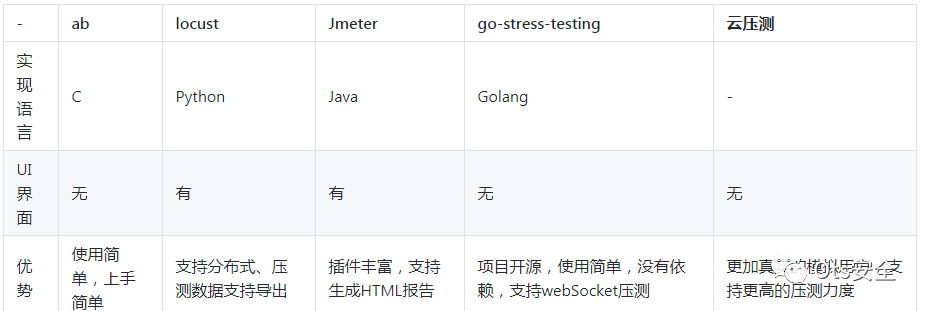 - ab locust Jmeter go-stress-testing 云压测
实现语言 C Python Java Golang -
UI界面 无 有 有 无 无
优势 使用简单，上手简单 支持分布式、压测数据支持导出 插件丰富，支持生成HTML报告 项目开源，使用简单，没有依赖，支持webSocket压测 更加真 模拟 支持更高的压测力度
Ots安全